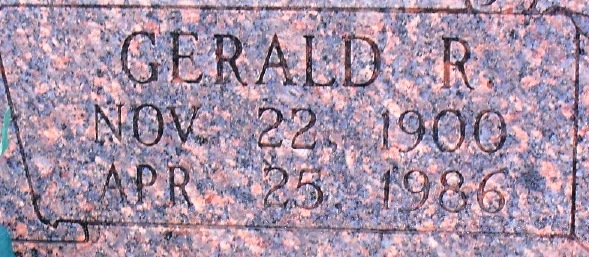 GERALD R
NOV. 22, 1900
APR 25, 1986